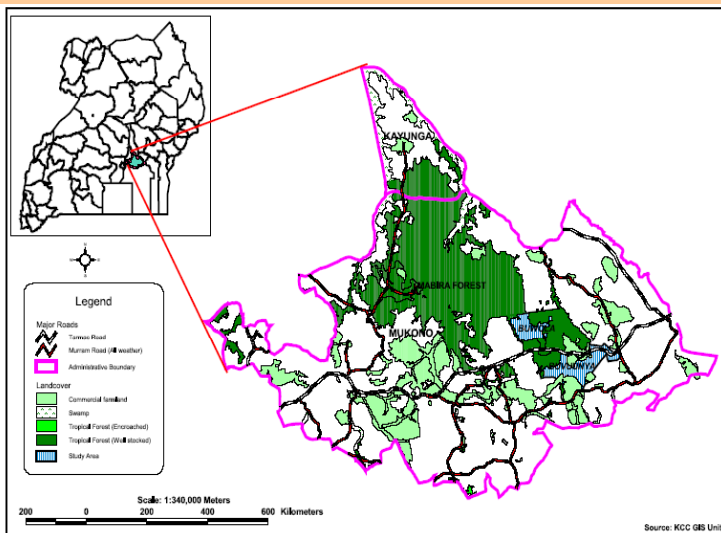 KAYUNGA
MABIRA FOREST
MUKONO
Legend
Major Roads
Tarmac Road
Murram Road (All weather)
Administrative Boundary
Landcover
Commercial farmland
Swamp
Tropical Forest (Encroached)
Tropical Forest (Well stocked)
Study Area
Scale: 1:340,000 Meters
200 0 200 400 600 Kilometers
Source: KCC GIS Unit